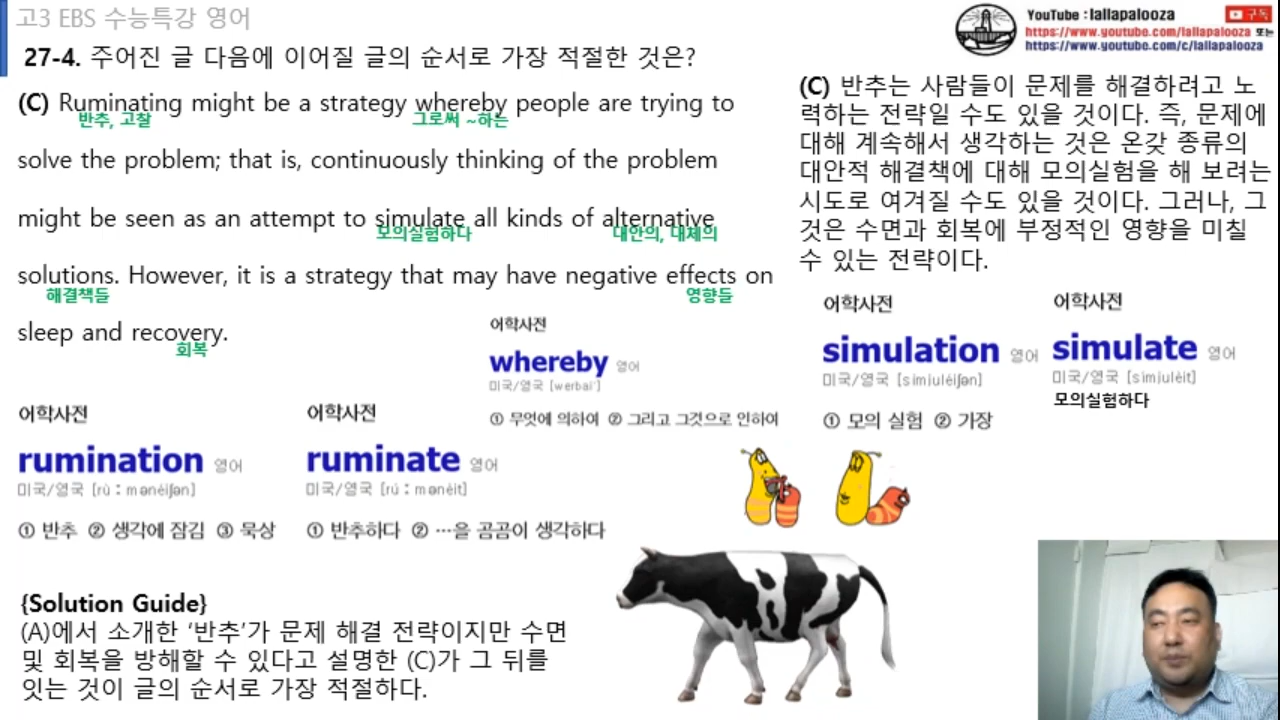 고3 EBS 수능특강 영어
27-4. 주어진 글 다음에 이어질 글의 순서로 가장 적절한 것은?
YouTube : lallapalooza
구독
https://www.youtube.com/lallapalooza 또는
https://www.youtube.com/c/lallapalooza
(C) Ruminating might be a strategy whereby people are trying to
반추, 고찰
그로써 ~하는
solve the problem; that is, continuously thinking of the problem
might be seen as an attempt to simulate all kinds of alternative
모의실험하다
대안의, 대체의
solutions. However, it is a strategy that may have negative effects on
해결책들
영향들
sleep and recovery.
회복
(C) 반추는 사람들이 문제를 해결하려고 노
력하는 전략일 수도 있을 것이다. 즉, 문제에
대해 계속해서 생각하는 것은 온갖 종류의
대안적 해결책에 대해 모의실험을 해 보려는
시도로 여겨질 수도 있을 것이다. 그러나, 그
것은 수면과 회복에 부정적인 영향을 미칠
수 있는 전략이다.
어학사전
whereby 영어
미국/영국 [werbaiˊ]
① 무엇에 의하여 ② 그리고 그것으로 인하여
어학사전
simulation 영어
미국/영국 [sìmjuléiʃən]
① 모의 실험 ② 가장
어학사전
simulate 영어
미국/영국 [símjulèit]
모의실험하다
어학사전
rumination 영어
미국/영국 [rùːmənéiʃən]
① 반추 ② 생각에 잠김 ③ 묵상
어학사전
ruminate 영어
미국/영국 [rúːmənèit]
① 반추하다 ② …을 곰곰이 생각하다
{Solution Guide}
(A)에서 소개한 ‘반추’가 문제 해결 전략이지만 수면
및 회복을 방해할 수 있다고 설명한 (C)가 그 뒤를
잇는 것이 글의 순서로 가장 적절하다.